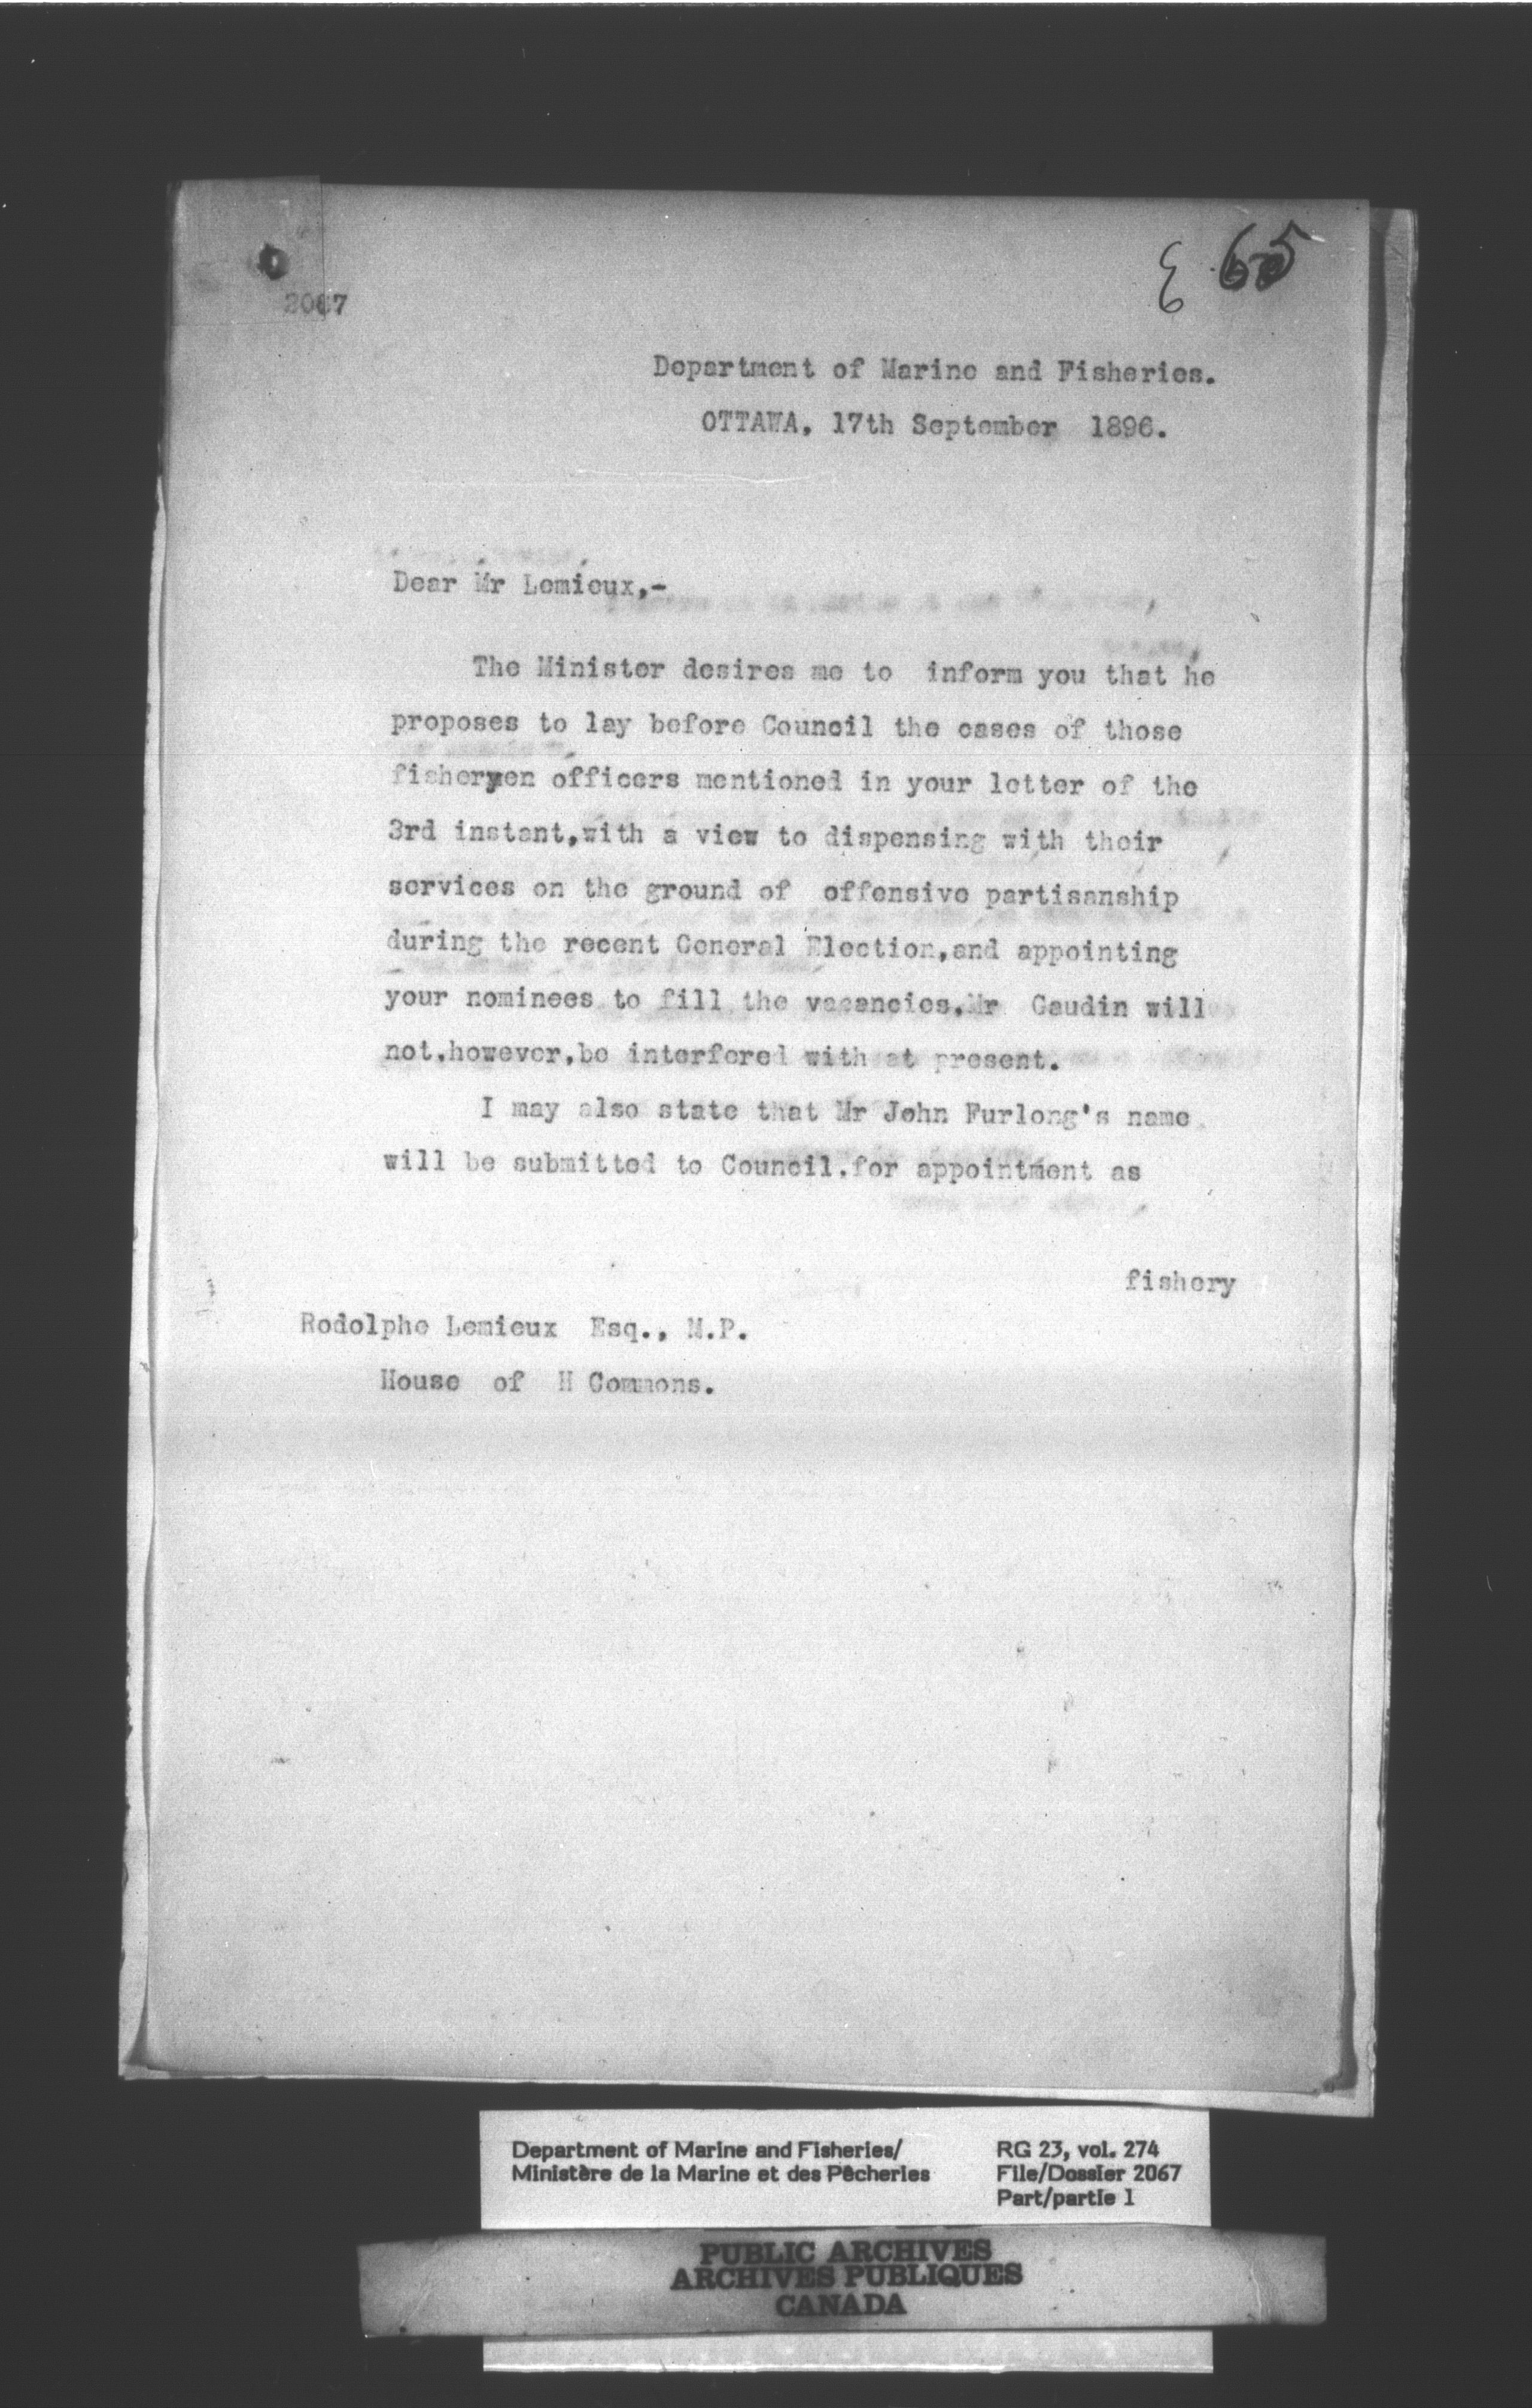 65
2067
Department of Marine and Fisheries.
OTTAWA, 17th September 1896.
Dear Mr Lemieux,-
The Minister desires me to inform you that he
proposes to lay before Council the cases of those
officers mentioned in your letter of the
3rd instant,with a view to dispensing with their
services on the ground of offensive partisanship
during the recent General Election,and appointing
your nominees to fill the vacancies.Mr Gaudin will
not,however,be interfered with at present.
I may also state that Mr John Furlong's name
will be submitted to Council,for appointment as
fishery
Rodolphe Lemieux Esq., M.P.
House of H Commons.
Department of Marine and Fisheries/ RG 23, vol. 274
Ministère de la Marine et des Pêcheries File/Dossier 2067
Part/partie 1
PUBLIC ARCHIVES
ARCHIVES PUBLIQUES
CANADA